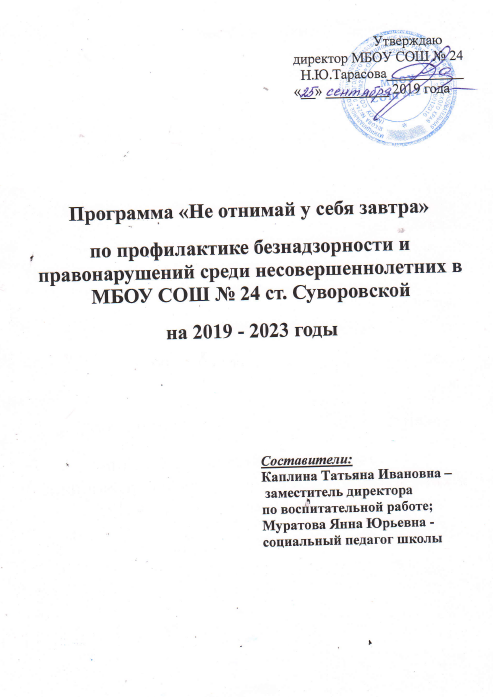 Утверждаю
директор МБОУ СОШ № 24
Н.Ю.Тарасова
«25» сентября 2019 года
Программа «Не отнимай у себя завтра»
по профилактике безнадзорности и
правонарушений среди несовершеннолетних в
МБОУ СОШ № 24 ст. Суворовской
на 2019 - 2023 годы
Составители:
Каплина Татьяна Ивановна –
заместитель директора
по воспитательной работе;
Муратова Янна Юрьевна -
социальный педагог школы